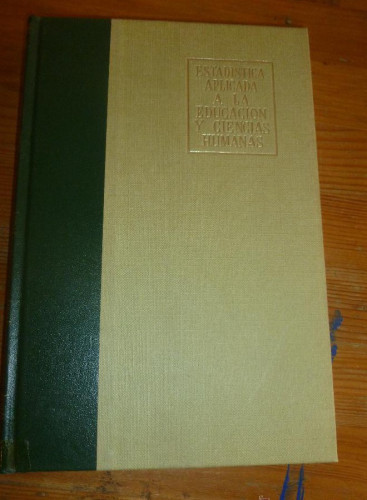 ESTADISTICA
APLICADA
A LA
EDUCACION
Y CIENCIAS
HUMANAS